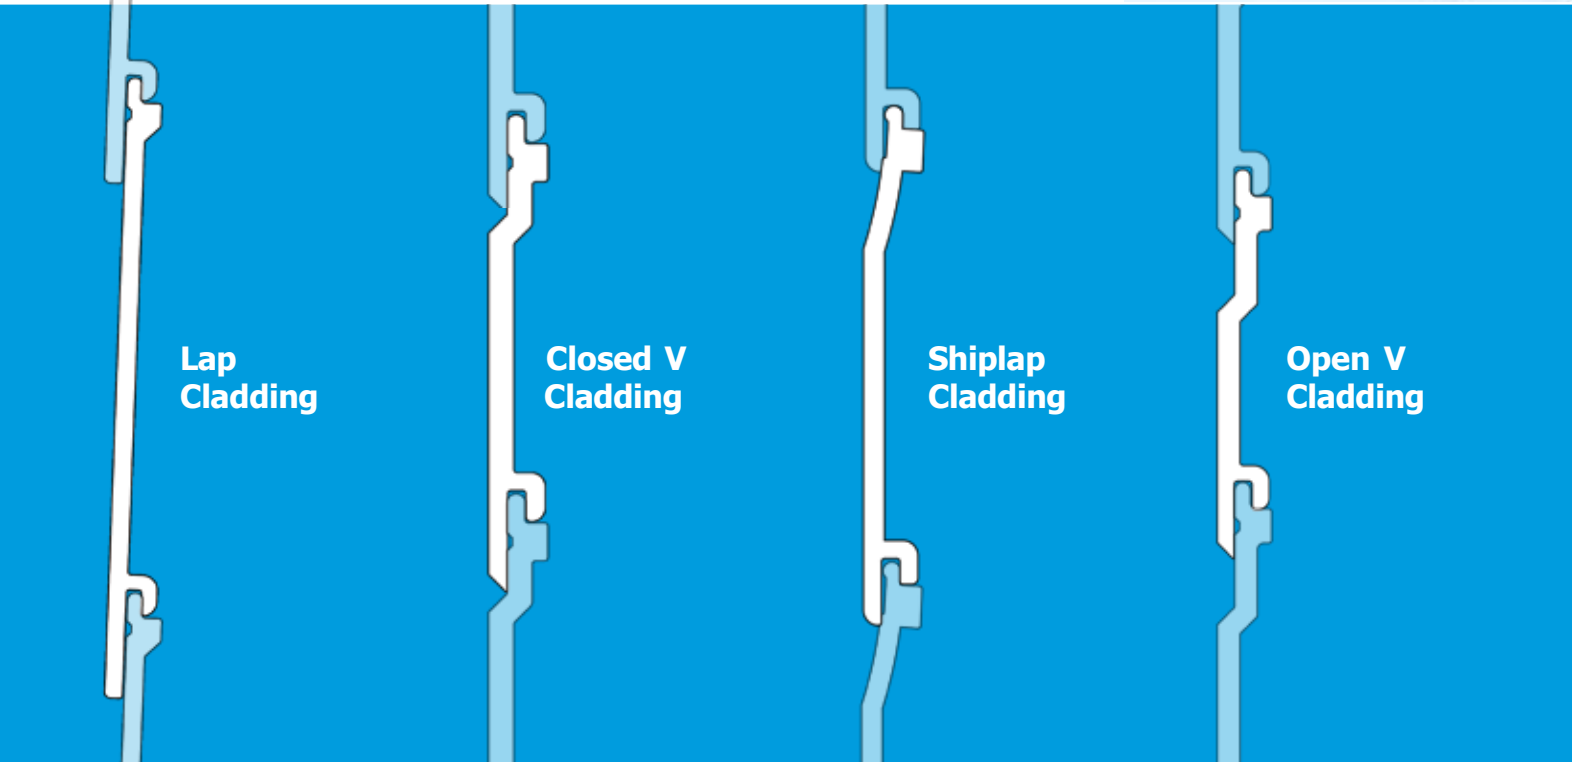 Lap
Cladding
Closed V
Cladding
Shiplap
Cladding
Open V
Cladding